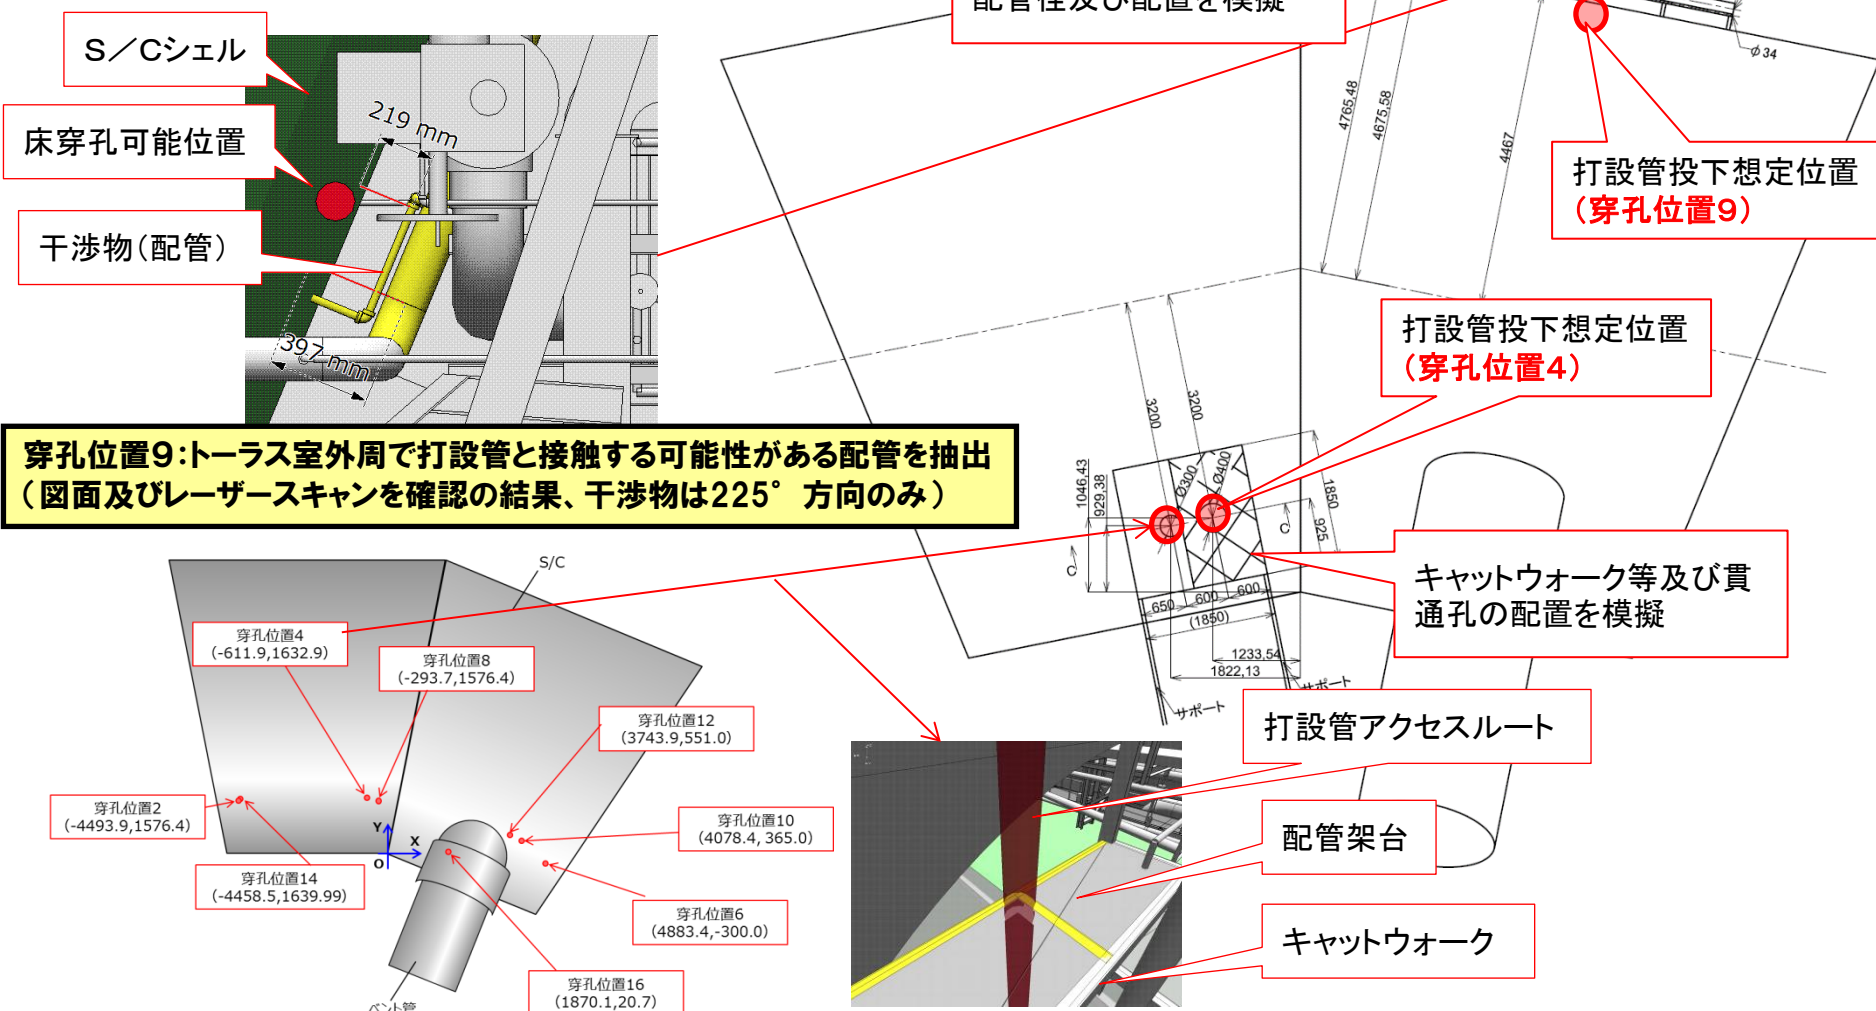 配管径及び配置を模擬
S／Cシェル
床穿孔可能位置
干渉物(配管)
219 mm
397 mm
φ34
4765,48
4675,58
4467
打設管投下想定位置
（穿孔位置9）
打設管投下想定位置
（穿孔位置4）
穿孔位置9：トーラス室外周で打設管と接触する可能性がある配管を抽出
（図面及びレーザースキャンを確認の結果、干渉物は225°方向のみ）
3200
3200
Ø300
Ø400
1046,43
929,38
1850
925
C
C
650
600
600
(1850)
1233,54
1822,13
サポート
サポート
キャットウォーク等及び貫
通孔の配置を模擬
S/C
穿孔位置4
(-611.9,1632.9)
穿孔位置8
(-293.7,1576.4)
穿孔位置12
(3743.9,551.0)
穿孔位置2
(-4493.9,1576.4)
穿孔位置10
(4078.4, 365.0)
穿孔位置14
(-4458.5,1639.99)
穿孔位置6
(4883.4,-300.0)
穿孔位置16
(1870.1,20.7)
Y
X
O
ベント管
打設管アクセスルート
配管架台
キャットウォーク